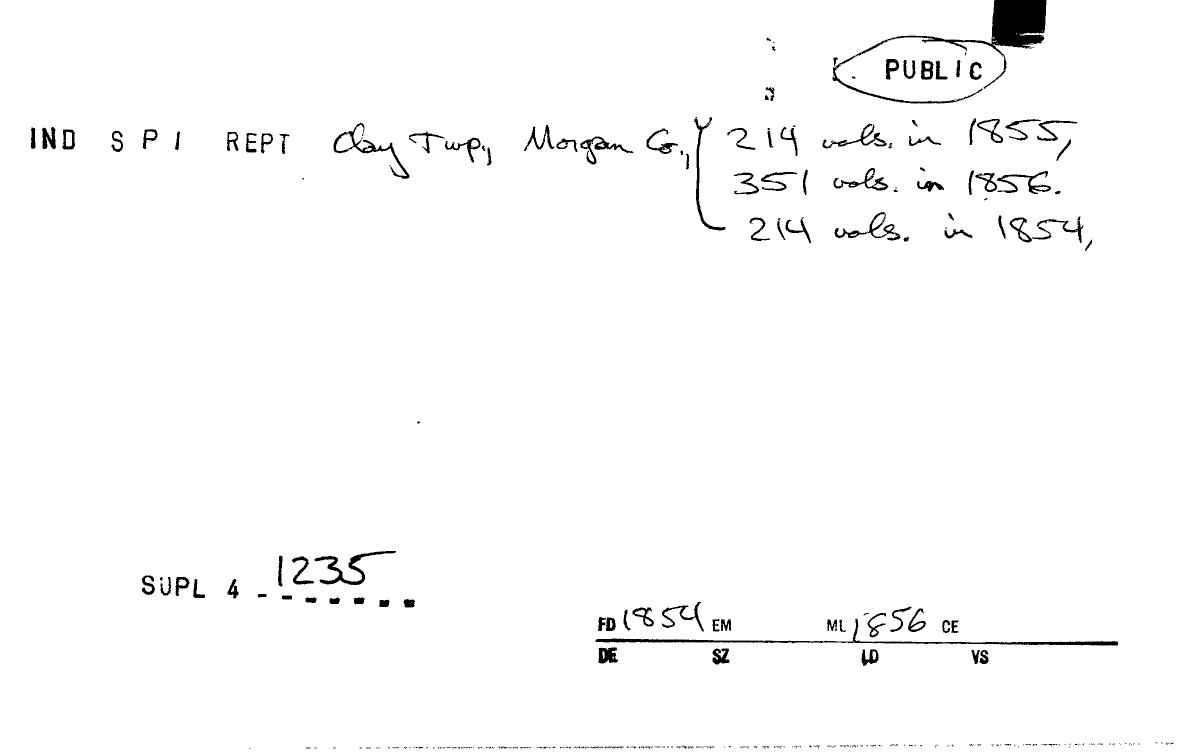 PUBLIC
IND S P I REPT Clay Twp., Morgan Co., 214 vols. in 1855,
351 vols. in 1856.
214 vols. in 1854,
SUPL 4 1235
FD 1854 EM ML 1856 CE
DE SZ LD VS